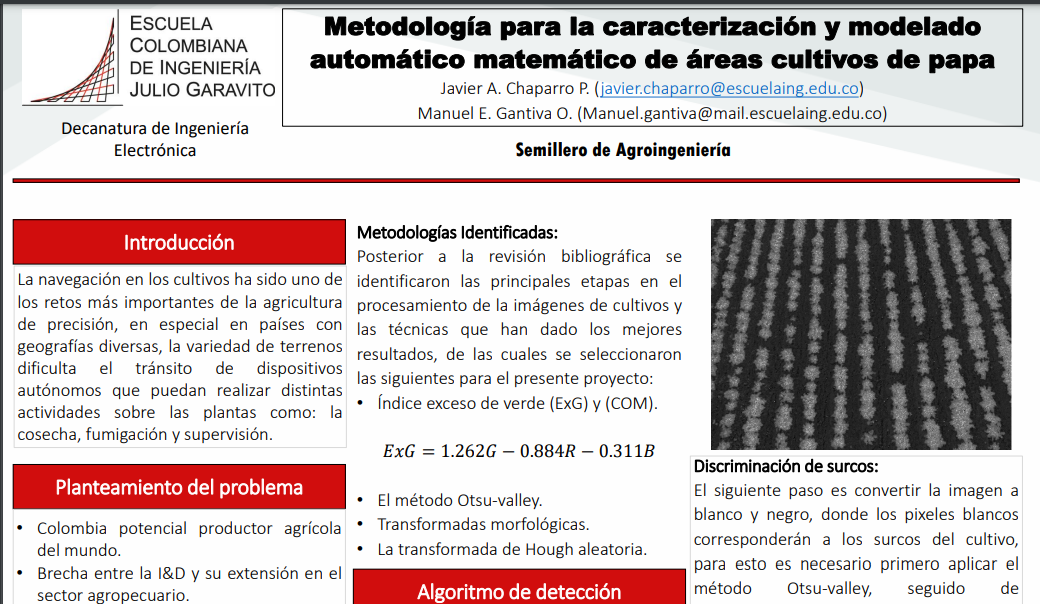 ESCUELA
COLOMBIANA
DE INGENIERÍA
JULIO GARAVITO
Decanatura de Ingeniería
Electrónica
Metodología para la caracterización y modelado
automático matemático de áreas cultivos de papa
Javier A. Chaparro P. (javier.chaparro@escuelaing.edu.co)
Manuel E. Gantiva O. (Manuel.gantiva@mail.escuelaing.edu.co)
Semillero de Agroingeniería
Introducción
La navegación en los cultivos ha sido uno de
los retos más importantes de la agricultura
de precisión, en especial en países con
geografías diversas, la variedad de terrenos
dificulta el tránsito de dispositivos
autónomos que puedan realizar distintas
actividades sobre las plantas como: la
cosecha, fumigación y supervisión.
Planteamiento del problema
• Colombia potencial productor agrícola
del mundo.
• Brecha entre la I&D y su extensión en el
sector agropecuario.
Metodologías Identificadas:
Posterior a la revisión bibliográfica se
identificaron las principales etapas en el
procesamiento de la imágenes de cultivos y
las técnicas que han dado los mejores
resultados, de las cuales se seleccionaron
las siguientes para el presente proyecto:
• Índice exceso de verde (ExG) y (COM).
ExG = 1.262G − 0.884R − 0.311B
• El método Otsu-valley.
• Transformadas morfológicas.
• La transformada de Hough aleatoria.
Algoritmo de detección
Discriminación de surcos:
El siguiente paso es convertir la imagen a
blanco y negro, donde los pixeles blancos
corresponderán a los surcos del cultivo,
para esto es necesario primero aplicar el
método Otsu-valley, seguido de